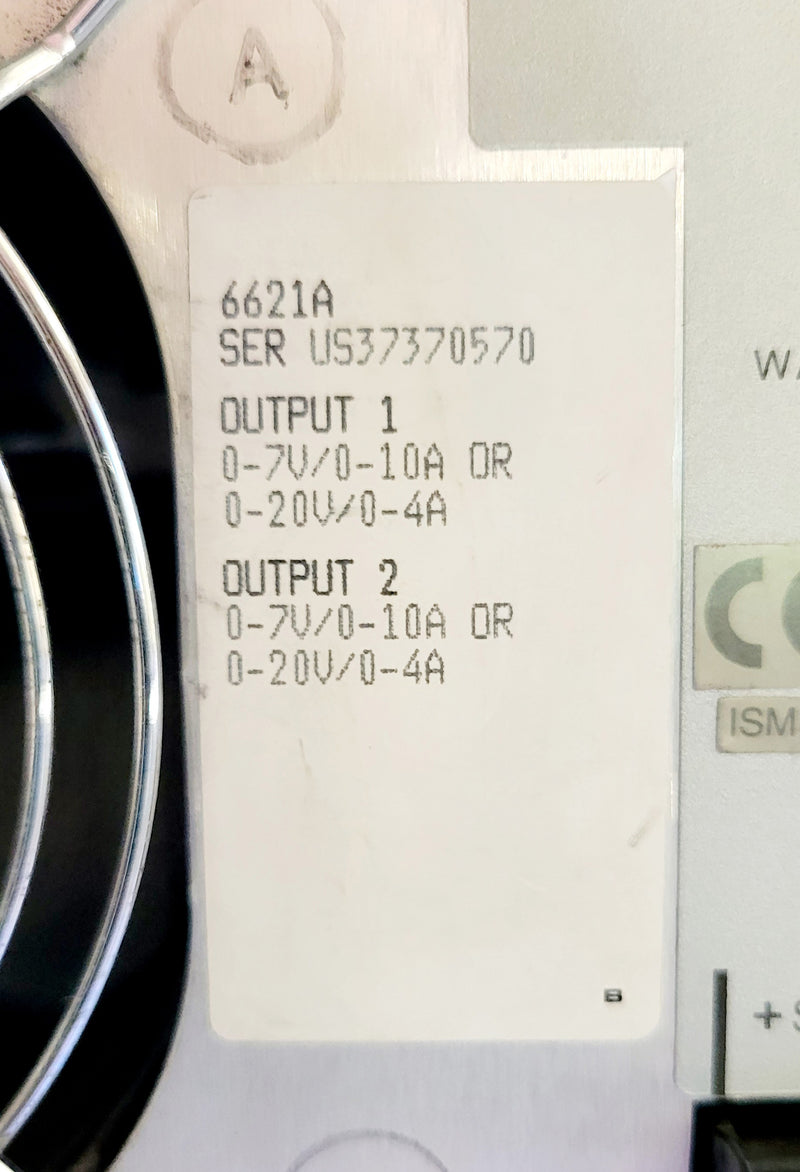 A
6621A
SER US37370570
OUTPUT 1
0-7V/0-10A OR
0-20V/0-4A
OUTPUT 2
0-7V/0-10A OR
0-20V/0-4A
CE
ISM
B
+S